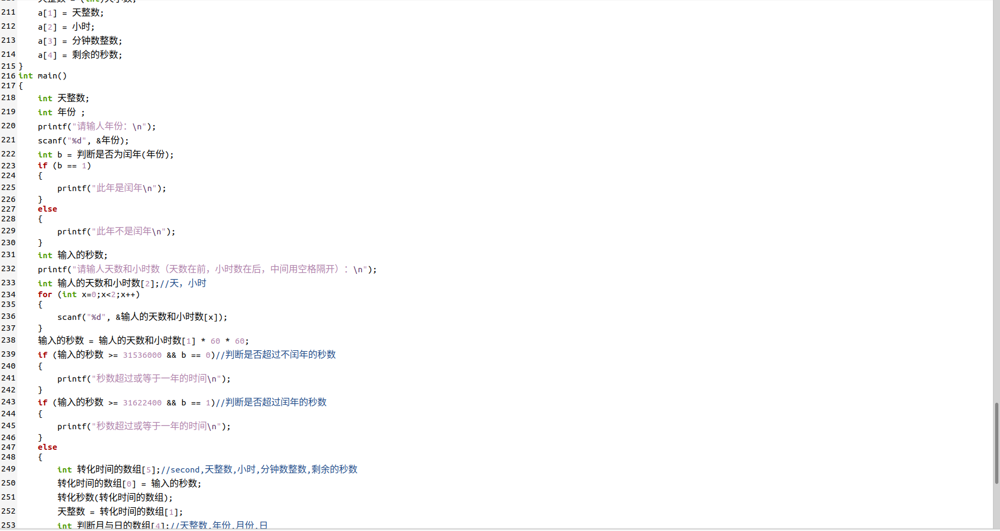 211 a[1] = 天整数;
212 a[2] = 小时;
213 a[3] = 分钟数整数;
214 a[4] = 剩余的秒数;
215 }
216 int main()
217 {
218 int 天整数;
219 int 年份 ;
220 printf("请输人年份：\n");
221 scanf("%d", &年份);
222 int b = 判断是否为闰年(年份);
223 if (b == 1)
224 {
225 printf("此年是闰年\n");
226 }
227 else
228 {
229 printf("此年不是闰年\n");
230 }
231 int 输入的秒数;
232 printf("请输人天数和小时数（天数在前，小时数在后，中间用空格隔开）：\n");
233 int 输人的天数和小时数[2];//天，小时
234 for (int x=0;x<2;x++)
235 {
236 scanf("%d", &输人的天数和小时数[x]);
237 }
238 输入的秒数 = 输人的天数和小时数[1] * 60 * 60;
239 if (输入的秒数 >= 31536000 && b == 0)//判断是否超过不闰年的秒数
240 {
241 printf("秒数超过或等于一年的时间\n");
242 }
243 if (输入的秒数 >= 31622400 && b == 1)//判断是否超过闰年的秒数
244 {
245 printf("秒数超过或等于一年的时间\n");
246 }
247 else
248 {
249 int 转化时间的数组[5];//second,天整数,小时,分钟数整数,剩余的秒数
250 转化时间的数组[0] = 输入的秒数;
251 转化秒数(转化时间的数组);
252 天整数 = 转化时间的数组[1];
253 int 判断月与日的数组[4];//天整数,年份,月份,日